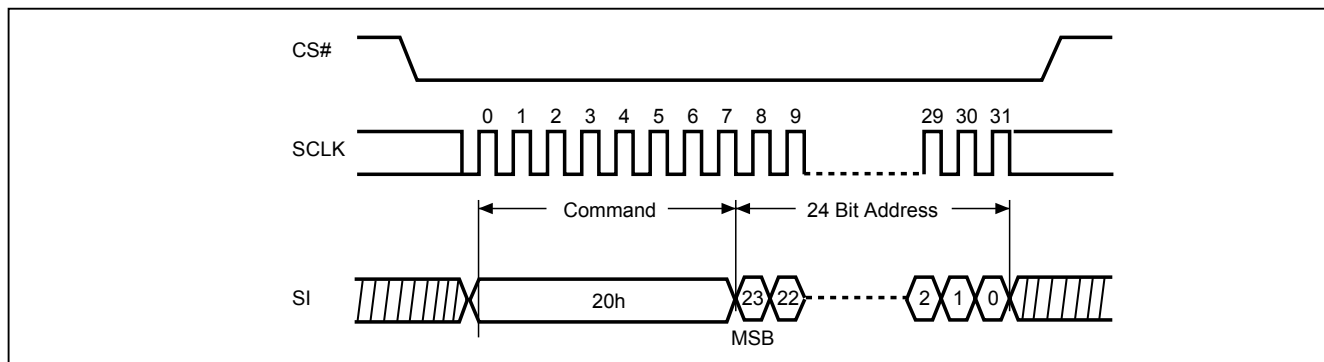 CS#
0 1 2 3 4 5 6 7 8 9 29 30 31
SCLK
Command 24 Bit Address
SI 20h 23 22 2 1 0
MSB